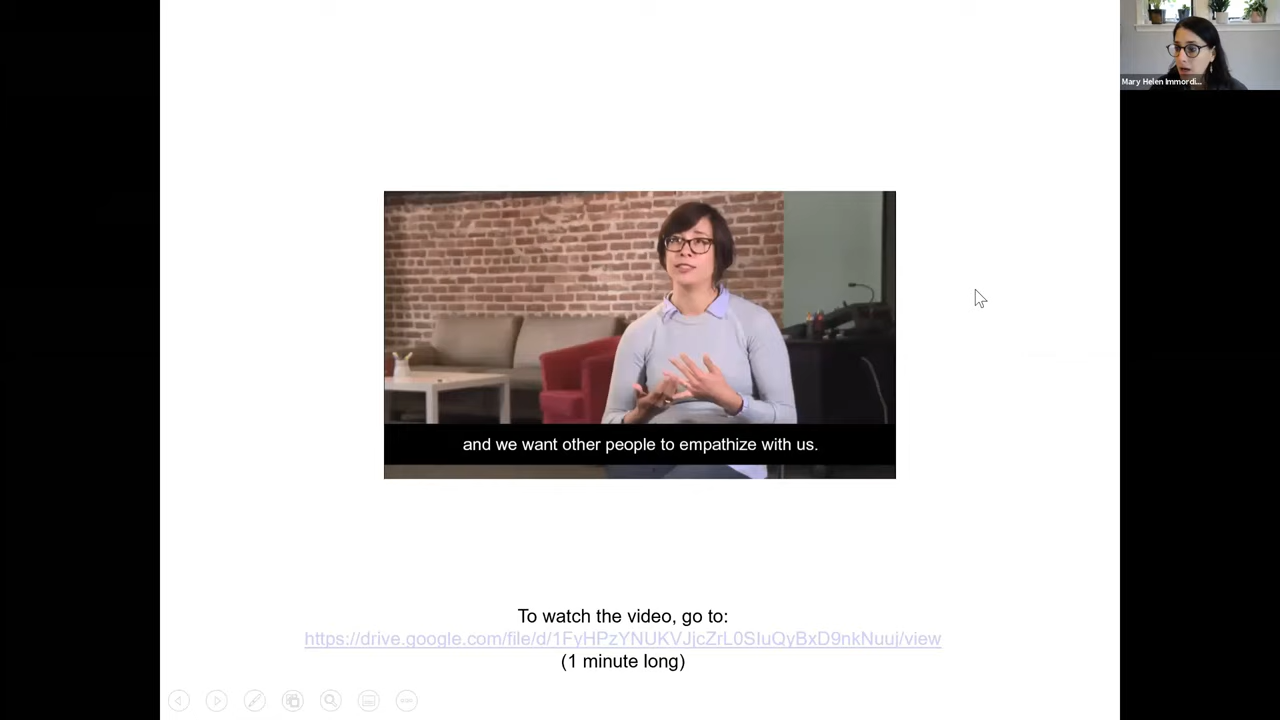 Mary Helen Immordi...
and we want other people to empathize with us.
To watch the video, go to:
https://drive.google.com/file/d/1FyHPzYNUKVJjcZrL0SIuQyBxD9nkNuuj/view
(1 minute long)